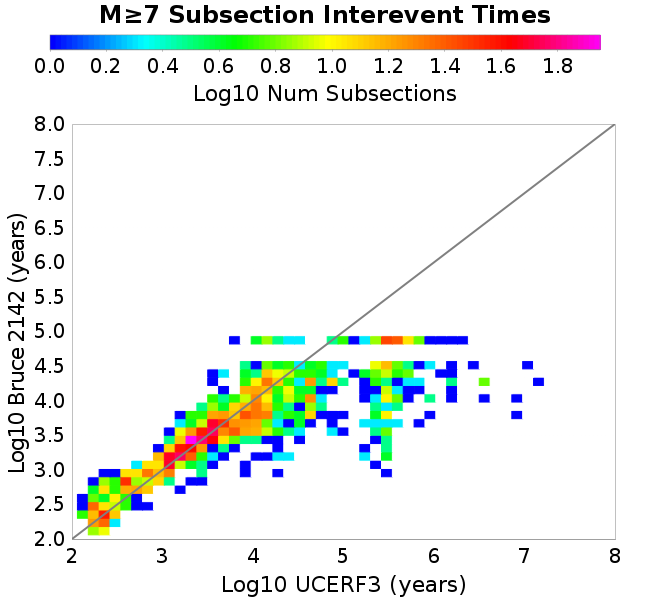 M≥7 Subsection Interevent Times
0.0 0.2 0.4 0.6 0.8 1.0 1.2 1.4 1.6 1.8
Log10 Num Subsections
8.0
7.5
7.0
6.5
6.0
5.5
5.0
4.5
4.0
3.5
3.0
2.5
2.0
Log10 Bruce 2142 (years)
2 3 4 5 6 7 8
Log10 UCERF3 (years)